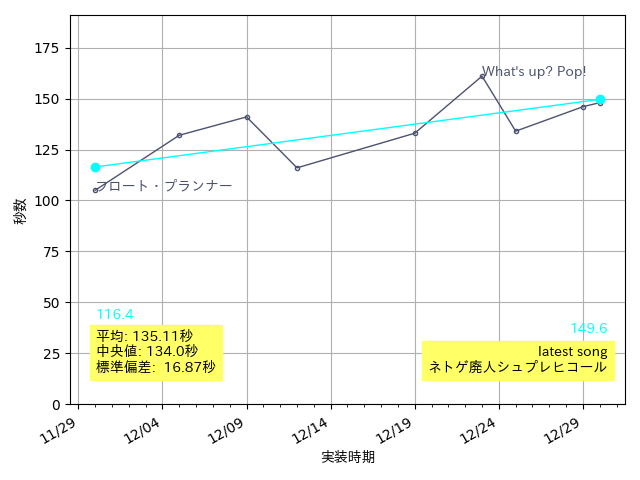 175
150
125
100
75
50
25
0
秒数
What's up? Pop!
フロート・プランナー
116.4
149.6
平均: 135.11秒
中央値: 134.0秒
標準偏差: 16.87秒
latest song
ネトゲ廃人シュプレヒコール
11/29
12/04
12/09
12/14
12/19
12/24
12/29
実装時期